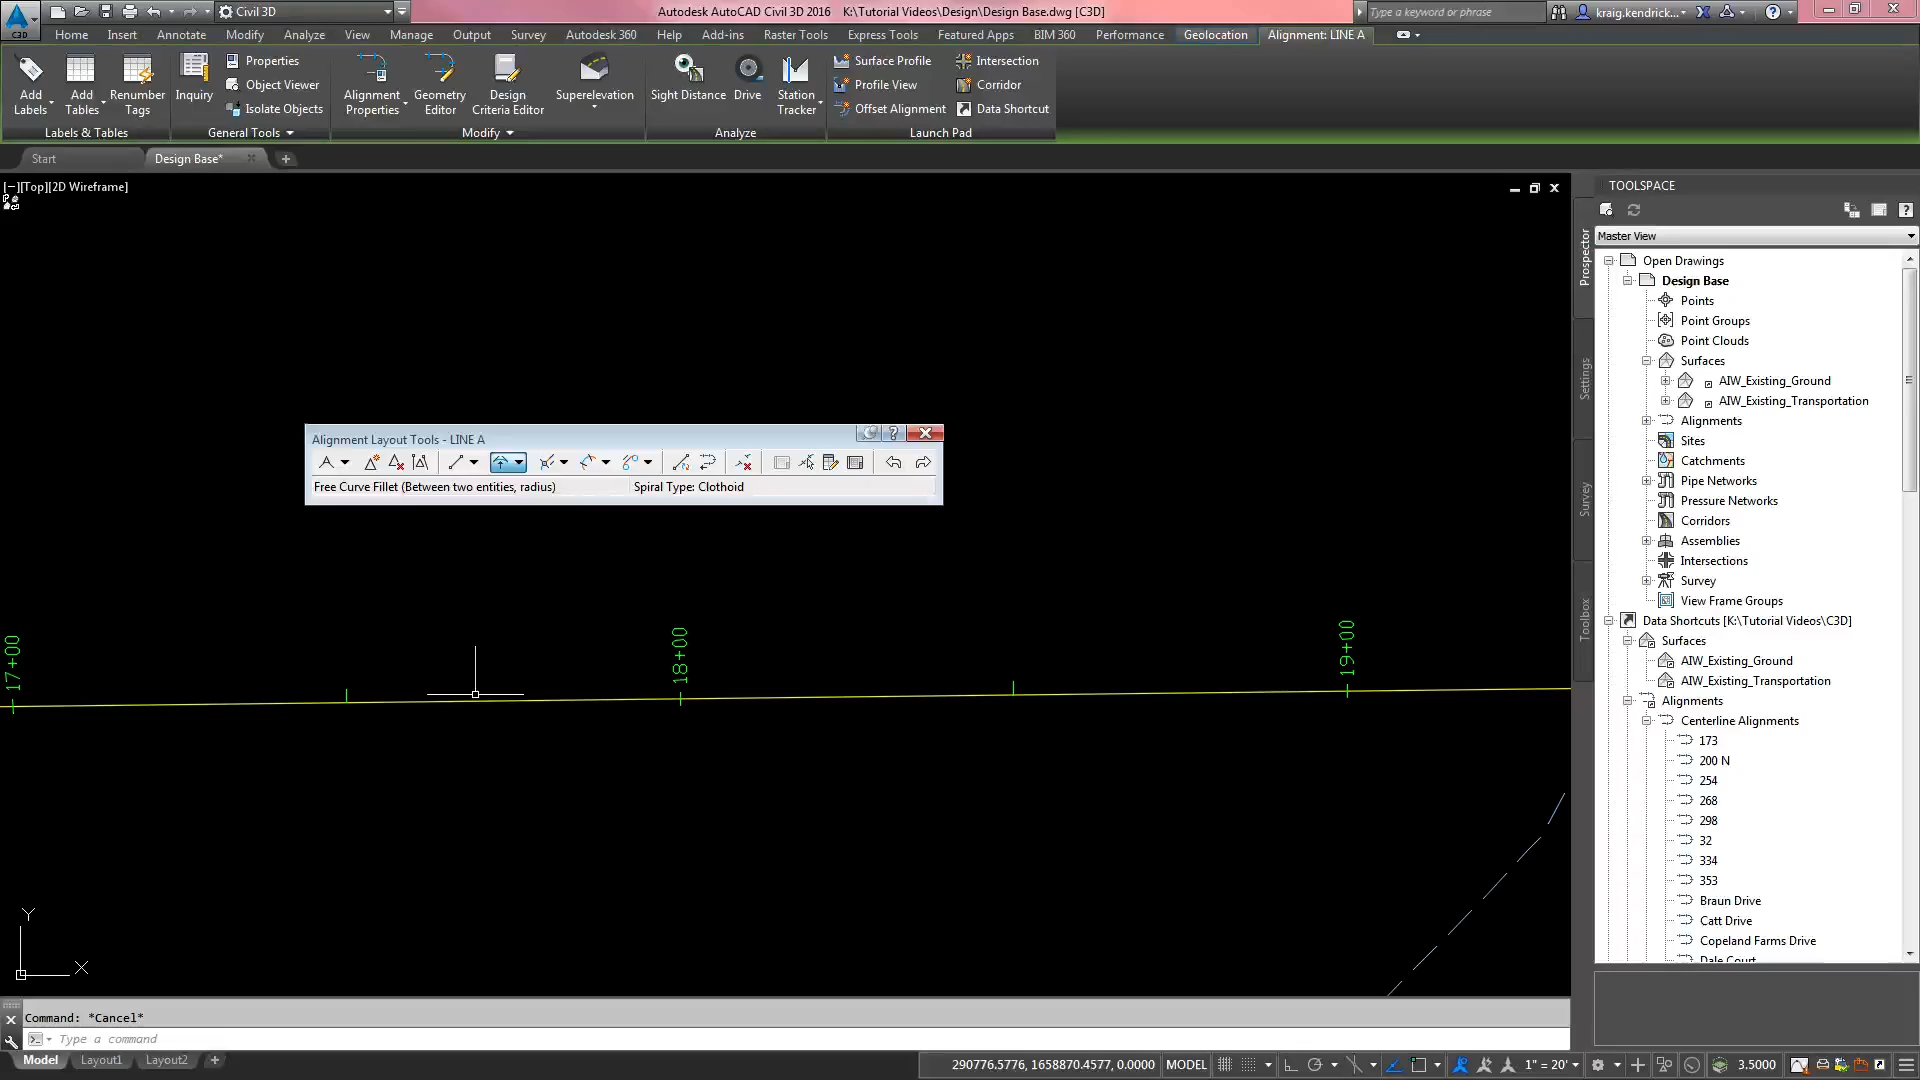 C3D
Civil 3D
Autodesk AutoCAD Civil 3D 2016 K:\Tutorial Videos\Design\Design Base.dwg [C3D]
Type a keyword or phrase
kraig.kendrick...
Home Insert Annotate Modify Analyze View Manage Output Survey Autodesk 360 Help Add-ins Raster Tools Express Tools Featured Apps BIM 360 Performance Geolocation Alignment: LINE A
Add Labels
Add Tables
Renumber Tags
Inquiry
Properties
Object Viewer
Isolate Objects
Alignment Properties
Geometry Editor
Design Criteria Editor
Superelevation
Sight Distance
Drive
Station Tracker
Surface Profile
Profile View
Offset Alignment
Intersection
Corridor
Data Shortcut
Labels & Tables General Tools Modify Analyze Launch Pad
Start Design Base*
[−][Top][2D Wireframe]
Alignment Layout Tools - LINE A
Free Curve Fillet (Between two entities, radius) Spiral Type: Clothoid
17+00
18+00
19+00
Y
X
TOOLSPACE
Master View
Prospector
Settings
Survey
Toolbox
Open Drawings
Design Base
Points
Point Groups
Point Clouds
Surfaces
AIW_Existing_Ground
AIW_Existing_Transportation
Alignments
Sites
Catchments
Pipe Networks
Pressure Networks
Corridors
Assemblies
Intersections
Survey
View Frame Groups
Data Shortcuts [K:\Tutorial Videos\C3D]
Surfaces
AIW_Existing_Ground
AIW_Existing_Transportation
Alignments
Centerline Alignments
173
200 N
254
268
298
32
334
353
Braun Drive
Catt Drive
Copeland Farms Drive
Dale Court
Command: *Cancel*
Type a command
Model Layout1 Layout2
290776.5776, 1658870.4577, 0.0000 MODEL 1" = 20' 3.5000